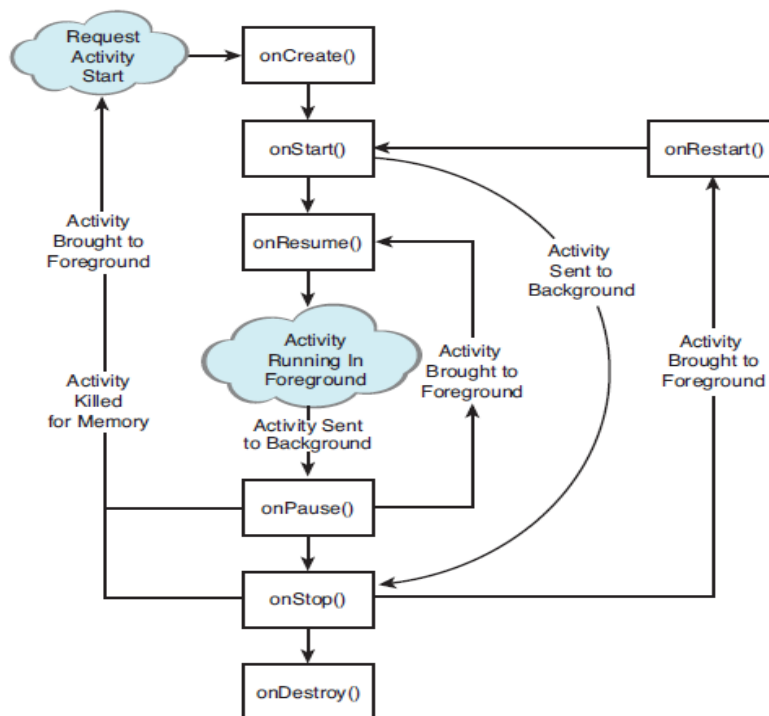 Request
Activity
Start
onCreate()
onStart()
onRestart()
onResume()
Activity
Brought to
Foreground
Activity
Sent to
Background
Activity
Running In
Foreground
Activity
Brought to
Foreground
Activity
Brought to
Foreground
Activity
Killed
for Memory
Activity Sent
to Background
onPause()
onStop()
onDestroy()